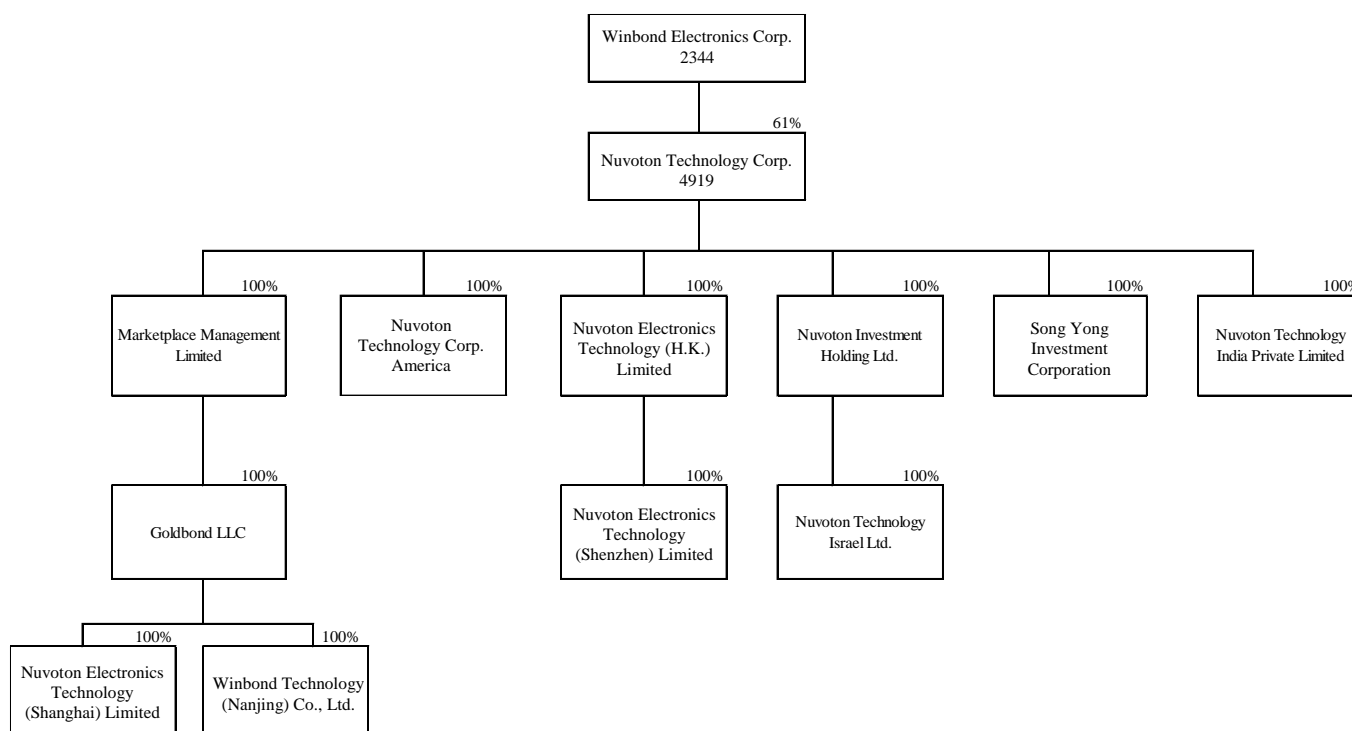 Winbond Electronics Corp.
2344
61%
Nuvoton Technology Corp.
4919
100%
Marketplace Management
Limited
100%
Nuvoton
Technology Corp.
America
100%
Nuvoton Electronics
Technology (H.K.)
Limited
100%
Nuvoton Investment
Holding Ltd.
100%
Song Yong
Investment
Corporation
100%
Nuvoton Technology
India Private Limited
100%
Goldbond LLC
100%
Nuvoton Electronics
Technology
(Shenzhen) Limited
100%
Nuvoton Technology
Israel Ltd.
100%
Nuvoton Electronics
Technology
(Shanghai) Limited
100%
Winbond Technology
(Nanjing) Co., Ltd.